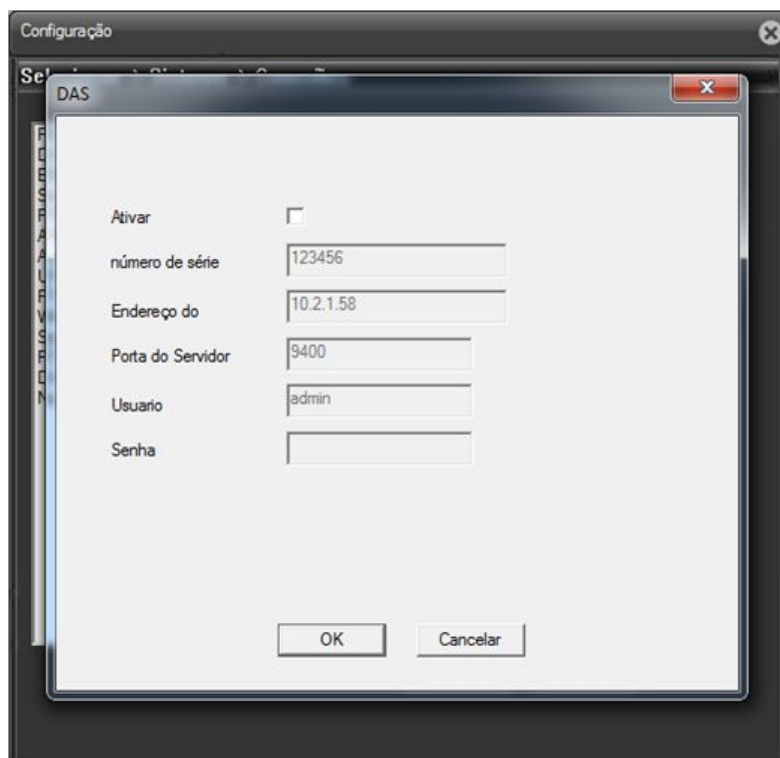 Configuração
DAS
Ativar
número de série
123456
Endereço do
10.2.1.58
Porta do Servidor
9400
Usuario
admin
Senha
OK
Cancelar